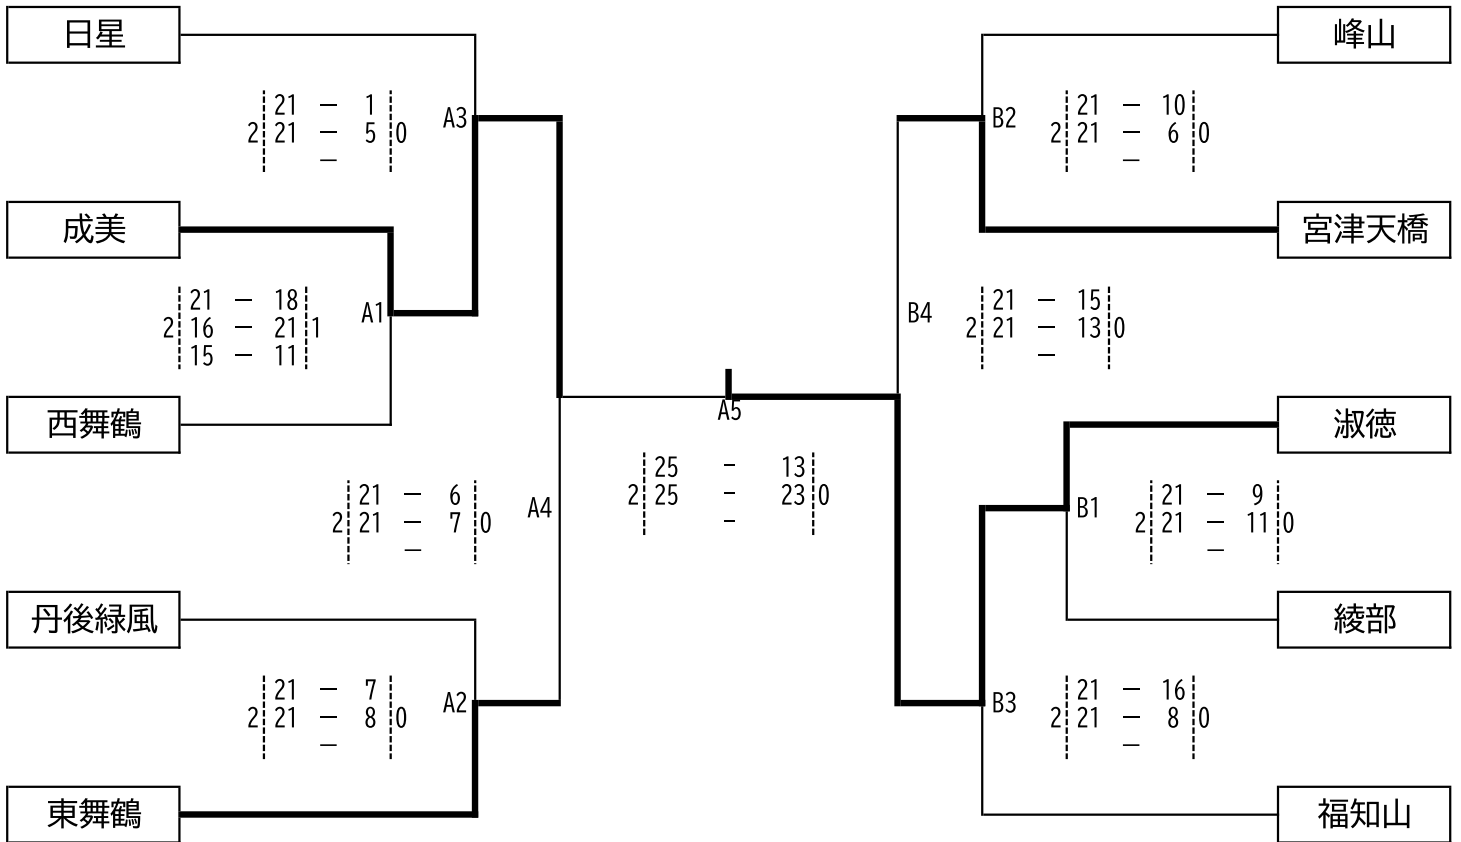 日星
峰山
21 － 1
2 21 － 5 0
－
A3
B2
21 － 10
2 21 － 6 0
－
成美
宮津天橋
21 － 18
2 16 － 21 1
15 － 11
A1
B4
21 － 15
2 21 － 13 0
－
A5
西舞鶴
淑徳
21 － 6
2 21 － 7 0
－
A4
25 － 13
2 25 － 23 0
－
B1
21 － 9
2 21 － 11 0
－
丹後緑風
綾部
21 － 7
2 21 － 8 0
－
A2
B3
21 － 16
2 21 － 8 0
－
東舞鶴
福知山